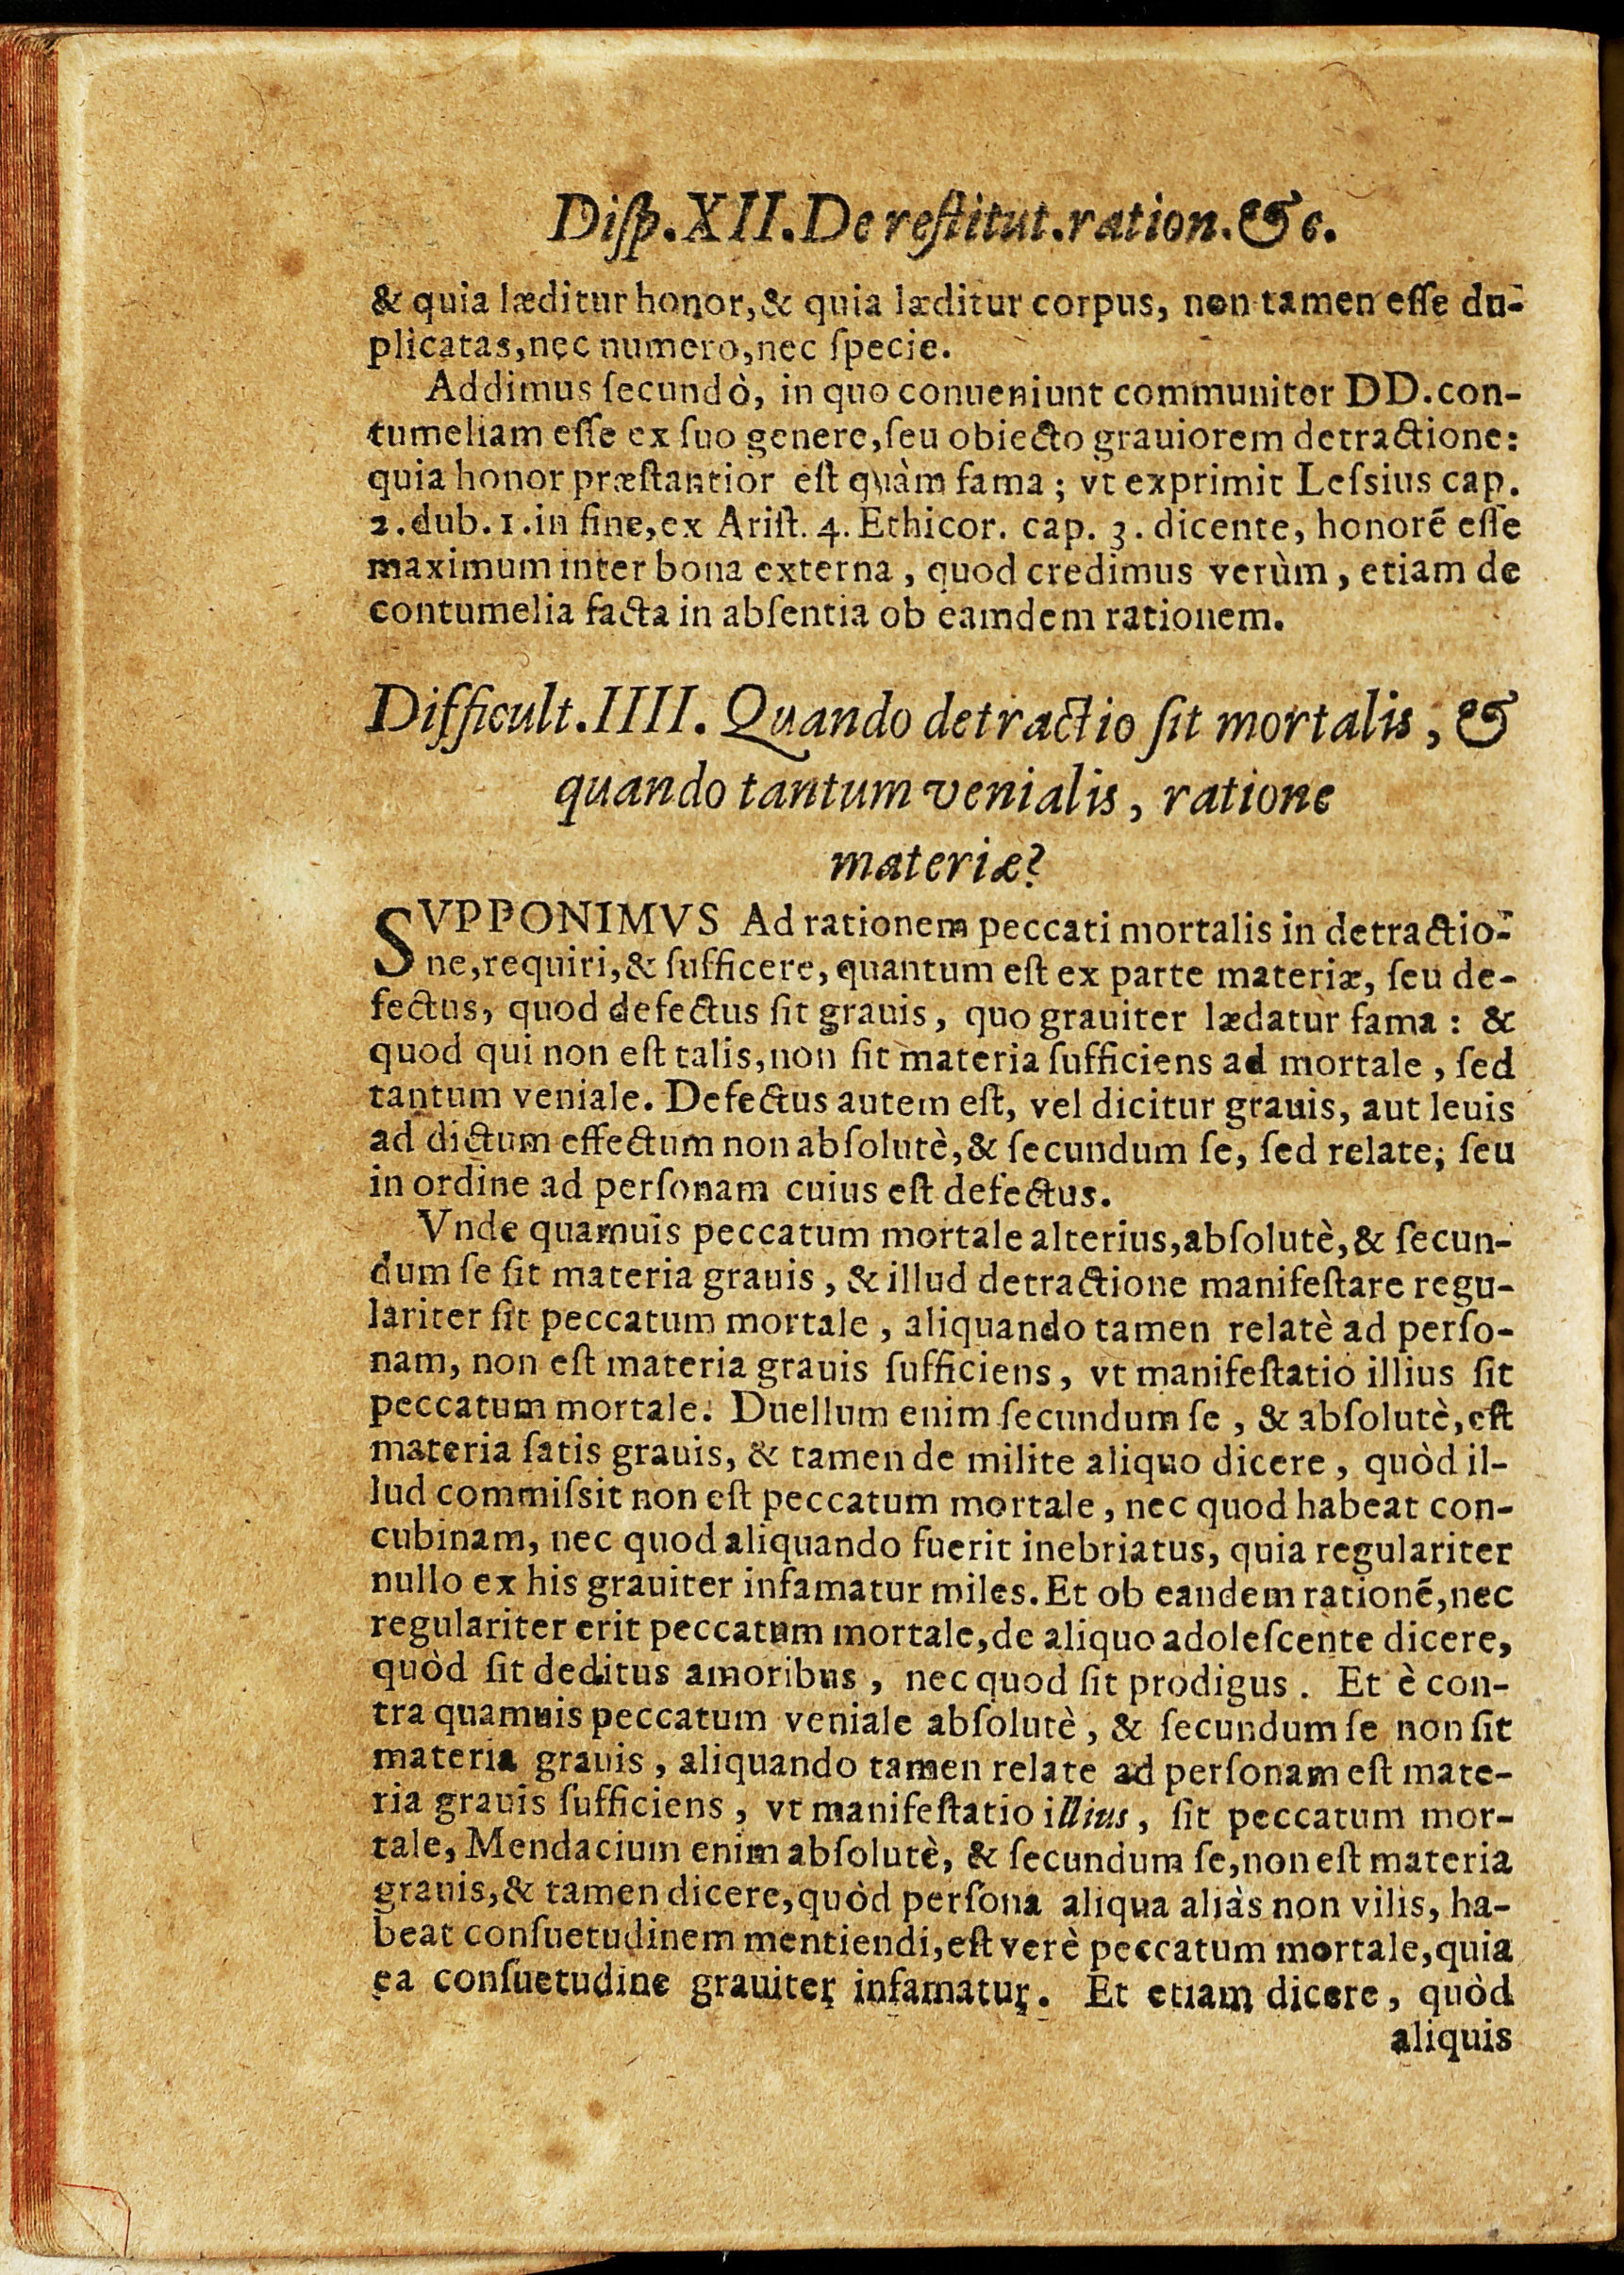 Diſp.XII.De reſtitut.ration.&c.
& quia læditur honor,& quia læditur corpus, non tamen eſſe du-
plicatas,nec numero,nec ſpecie.
Addimus ſecundò, in quo conueniunt communiter DD.con-
tumeliam eſſe ex ſuo genere,ſeu obiecto grauiorem detractione:
quia honor præſtantior eſt quàm fama; vt exprimit Leſsius cap.
2.dub.1.in fine,ex Ariſt. 4. Ethicor. cap. 3. dicente, honorẽ eſſe
maximum inter bona externa, quod credimus verùm, etiam de
contumelia facta in abſentia ob eamdem rationem.
Difficult.IIII. Quando detractio ſit mortalis, &
quando tantum venialis, ratione
materiæ?
SVPPONIMVS Ad rationem peccati mortalis in detractio-
ne,requiri,& ſufficere, quantum eſt ex parte materiæ, ſeu de-
fectus, quod defectus ſit grauis, quo grauiter lædatur fama: &
quod qui non eſt talis,non ſit materia ſufficiens ad mortale, ſed
tantum veniale. Defectus autem eſt, vel dicitur grauis, aut leuis
ad dictum effectum non abſolutè,& ſecundum ſe, ſed relate; ſeu
in ordine ad perſonam cuius eſt defectus.
Vnde quamuis peccatum mortale alterius,abſolutè,& ſecun-
dum ſe ſit materia grauis, & illud detractione manifeſtare regu-
lariter ſit peccatum mortale, aliquando tamen relatè ad perſo-
nam, non eſt materia grauis ſufficiens, vt manifeſtatio illius ſit
peccatum mortale. Duellum enim ſecundum ſe, & abſolutè,eſt
materia ſatis grauis, & tamen de milite aliquo dicere, quòd il-
lud commiſsit non eſt peccatum mortale, nec quod habeat con-
cubinam, nec quod aliquando fuerit inebriatus, quia regulariter
nullo ex his grauiter infamatur miles. Et ob eandem rationẽ,nec
regulariter erit peccatum mortale,de aliquo adoleſcente dicere,
quòd ſit deditus amoribus, nec quod ſit prodigus. Et è con-
tra quamuis peccatum veniale abſolutè, & ſecundum ſe non ſit
materia grauis, aliquando tamen relate ad perſonam eſt mate-
ria grauis ſufficiens, vt manifeſtatio illius, ſit peccatum mor-
tale, Mendacium enim abſolutè, & ſecundum ſe,non eſt materia
grauis,& tamen dicere,quòd perſona aliqua aliàs non vilis, ha-
beat conſuetudinem mentiendi,eſt verè peccatum mortale,quia
ea conſuetudine grauiter infamatur. Et etiam dicere, quòd
aliquis